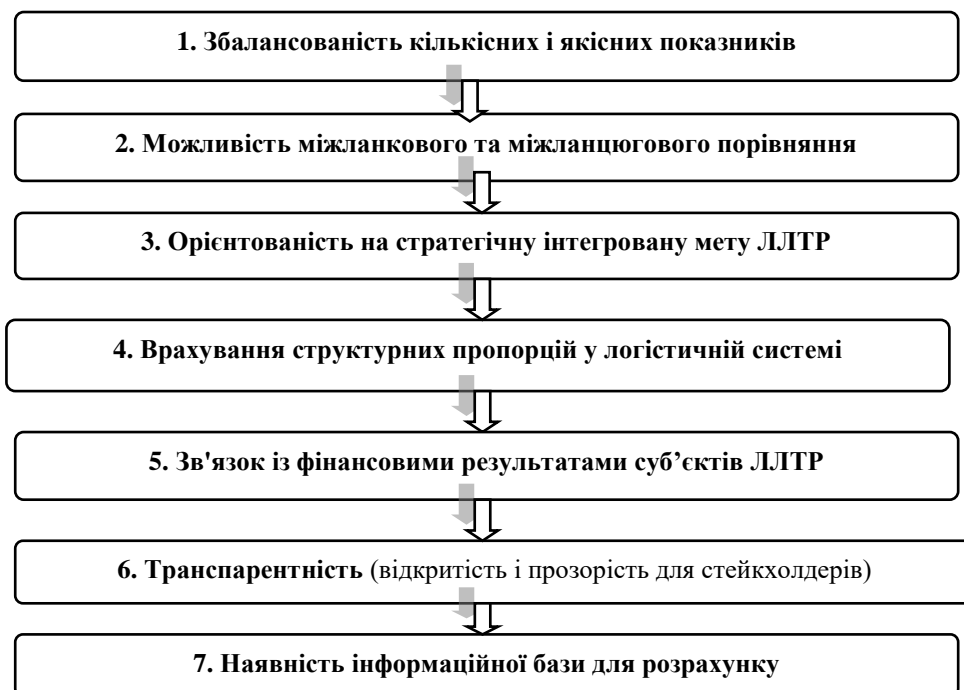 1. Збалансованість кількісних і якісних показників
2. Можливість міжланкового та міжланцюгового порівняння
3. Орієнтованість на стратегічну інтегровану мету ЛЛТР
4. Врахування структурних пропорцій у логістичній системі
5. Зв'язок із фінансовими результатами суб’єктів ЛЛТР
6. Транспарентність (відкритість і прозорість для стейкхолдерів)
7. Наявність інформаційної бази для розрахунку